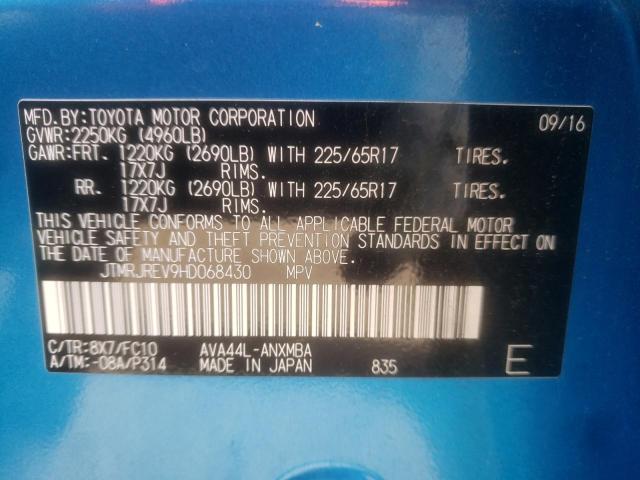 MFD.BY:TOYOTA MOTOR CORPORATION 09/16
GVWR:2250KG (4960LB)
GAWR:FRT. 1220KG (2690LB) WITH 225/65R17 TIRES.
17X7J RIMS.
RR. 1220KG (2690LB) WITH 225/65R17 TIRES.
17X7J RIMS.
THIS VEHICLE CONFORMS TO ALL APPLICABLE FEDERAL MOTOR
VEHICLE SAFETY AND THEFT PREVENTION STANDARDS IN EFFECT ON
THE DATE OF MANUFACTURE SHOWN ABOVE.
JTMRJREV9HD068430 MPV
C/TR:8X7/FC10 AVA44L-ANXMBA
A/TM:-08A/P314 MADE IN JAPAN 835 E